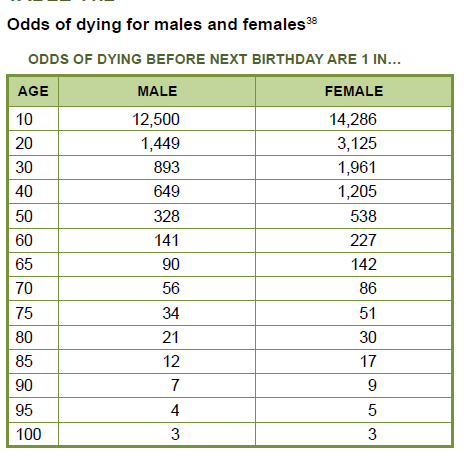 Odds of dying for males and females38
ODDS OF DYING BEFORE NEXT BIRTHDAY ARE 1 IN…
AGE MALE FEMALE
10 12,500 14,286
20 1,449 3,125
30 893 1,961
40 649 1,205
50 328 538
60 141 227
65 90 142
70 56 86
75 34 51
80 21 30
85 12 17
90 7 9
95 4 5
100 3 3